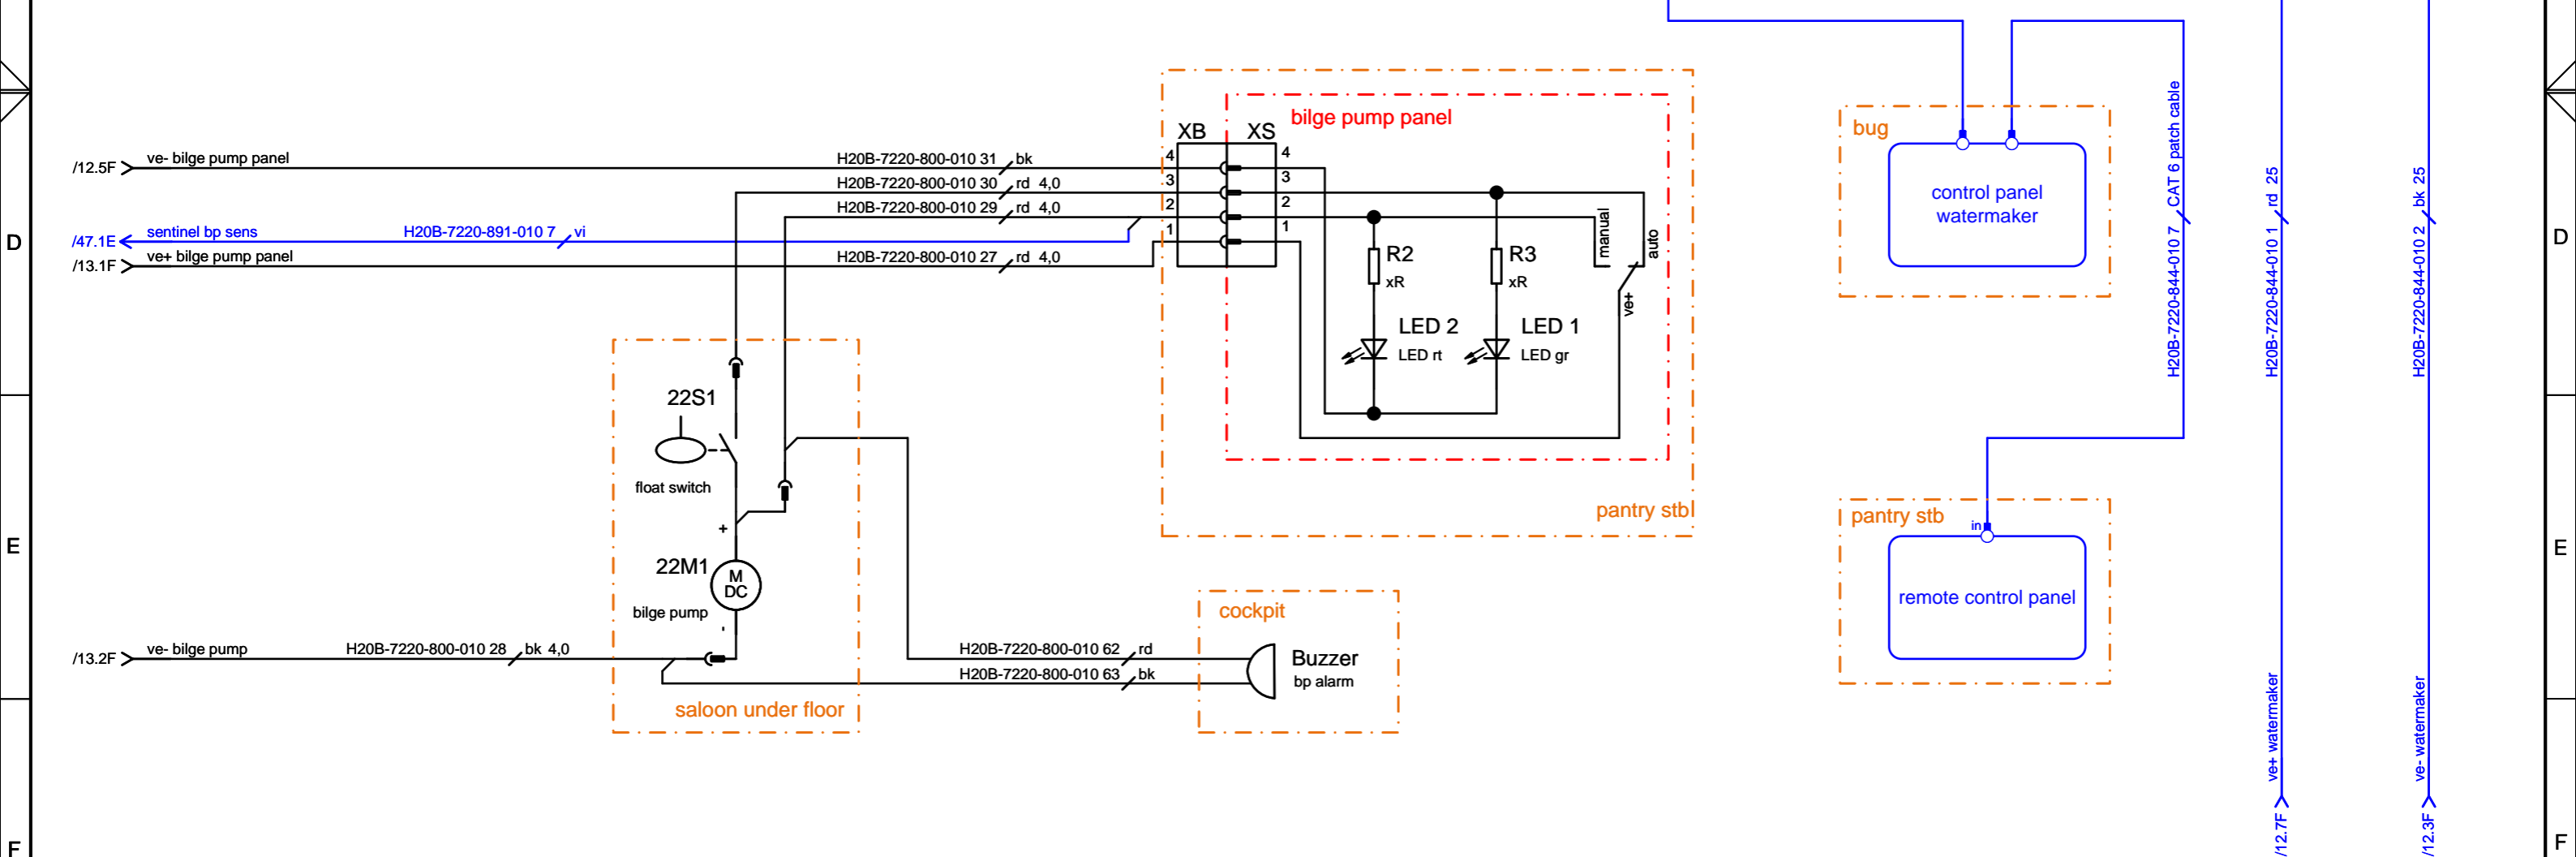 bilge pump panel
XB
XS
/12.5F
ve- bilge pump panel
H20B-7220-800-010 31
bk
4
4
H20B-7220-800-010 30
rd 4,0
3
3
H20B-7220-800-010 29
rd 4,0
2
2
/47.1E
sentinel bp sens
H20B-7220-891-010 7
vi
1
1
/13.1F
ve+ bilge pump panel
H20B-7220-800-010 27
rd 4,0
manual
auto
ve+
R2
xR
R3
xR
LED 2
LED rt
LED 1
LED gr
pantry stb
22S1
float switch
+
22M1
M
DC
bilge pump
-
/13.2F
ve- bilge pump
H20B-7220-800-010 28
bk 4,0
saloon under floor
H20B-7220-800-010 62
rd
H20B-7220-800-010 63
bk
cockpit
Buzzer
bp alarm
bug
control panel
watermaker
H20B-7220-844-010 7
CAT 6 patch cable
pantry stb
in
remote control panel
H20B-7220-844-010 1
rd 25
ve+ watermaker
/12.7F
H20B-7220-844-010 2
bk 25
ve- watermaker
/12.3F
D
D
E
E
F
F